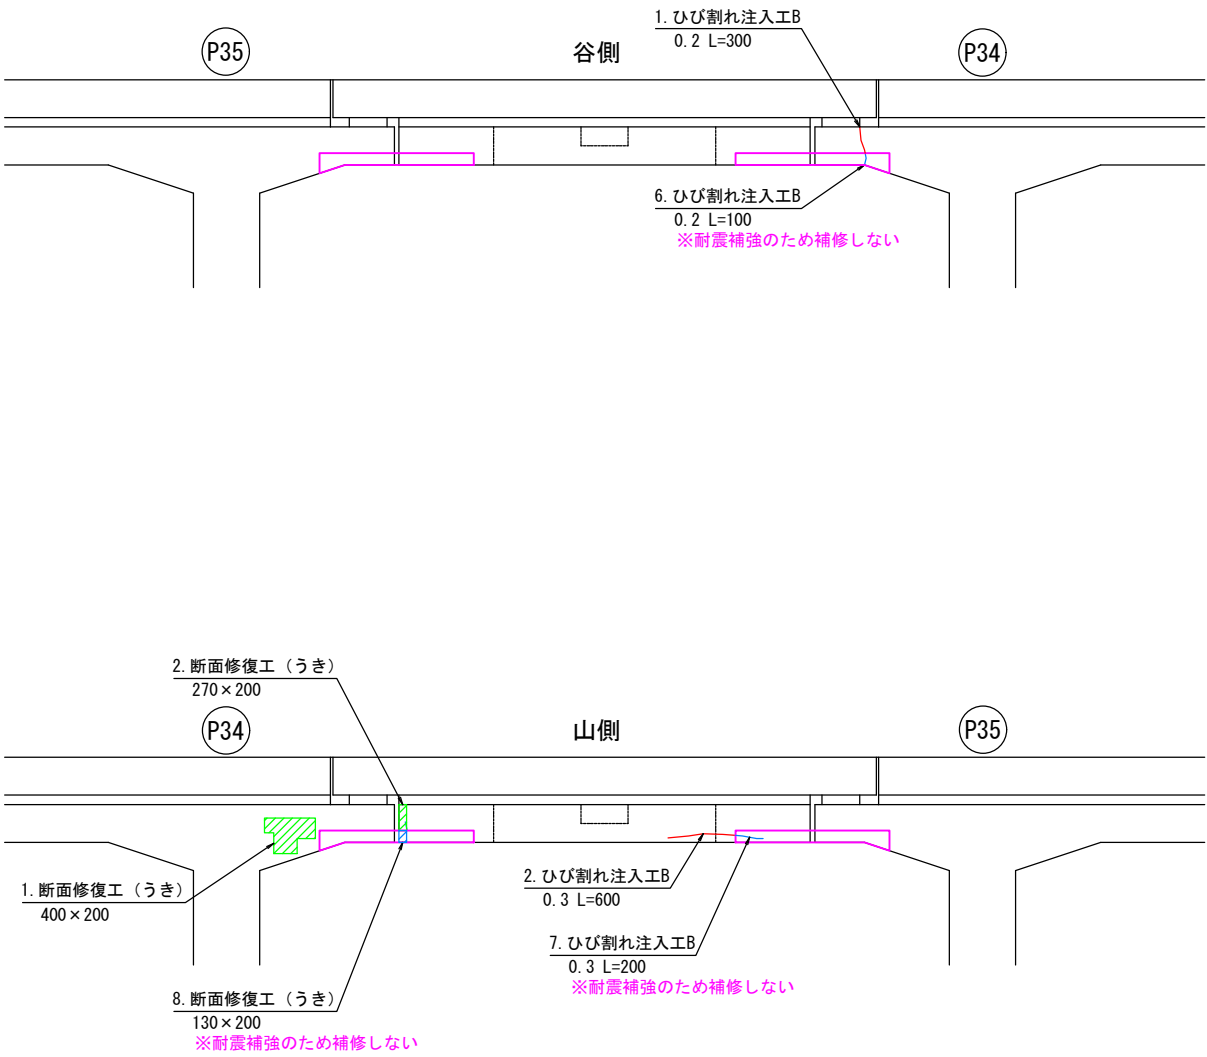 1. ひび割れ注入工B
0.2 L=300
P35
谷側
P34
6. ひび割れ注入工B
0.2 L=100
※耐震補強のため補修しない
2. 断面修復工（うき）
270×200
P34
山側
P35
1. 断面修復工（うき）
400×200
2. ひび割れ注入工B
0.3 L=600
7. ひび割れ注入工B
0.3 L=200
※耐震補強のため補修しない
8. 断面修復工（うき）
130×200
※耐震補強のため補修しない